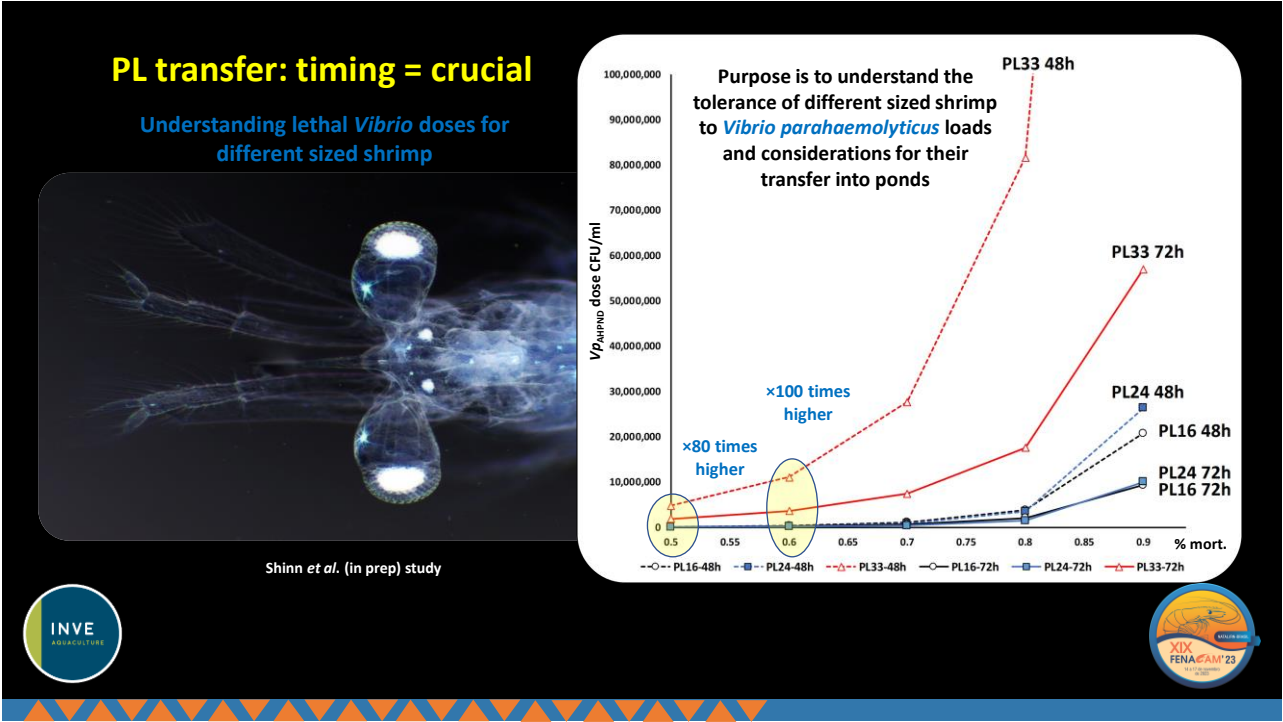 PL transfer: timing = crucial
Understanding lethal Vibrio doses for
different sized shrimp
Shinn et al. (in prep) study
Purpose is to understand the
tolerance of different sized shrimp
to Vibrio parahaemolyticus loads
and considerations for their
transfer into ponds
VpAHPND dose CFU/ml
100,000,000
90,000,000
80,000,000
70,000,000
60,000,000
50,000,000
40,000,000
30,000,000
20,000,000
10,000,000
0
PL33 48h
PL33 72h
PL24 48h
PL16 48h
PL24 72h
PL16 72h
×100 times
higher
×80 times
higher
0.5 0.55 0.6 0.65 0.7 0.75 0.8 0.85 0.9 % mort.
PL16-48h PL24-48h PL33-48h PL16-72h PL24-72h PL33-72h
INVE
AQUACULTURE
XIX
FENACAM'23